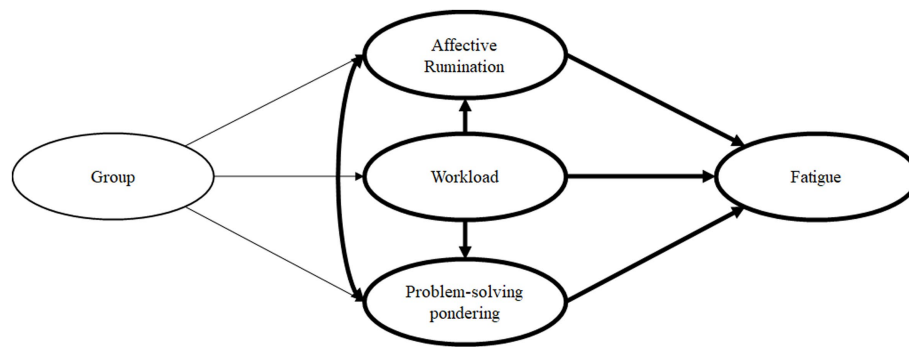 Affective
Rumination
Group
Workload
Fatigue
Problem-solving
pondering